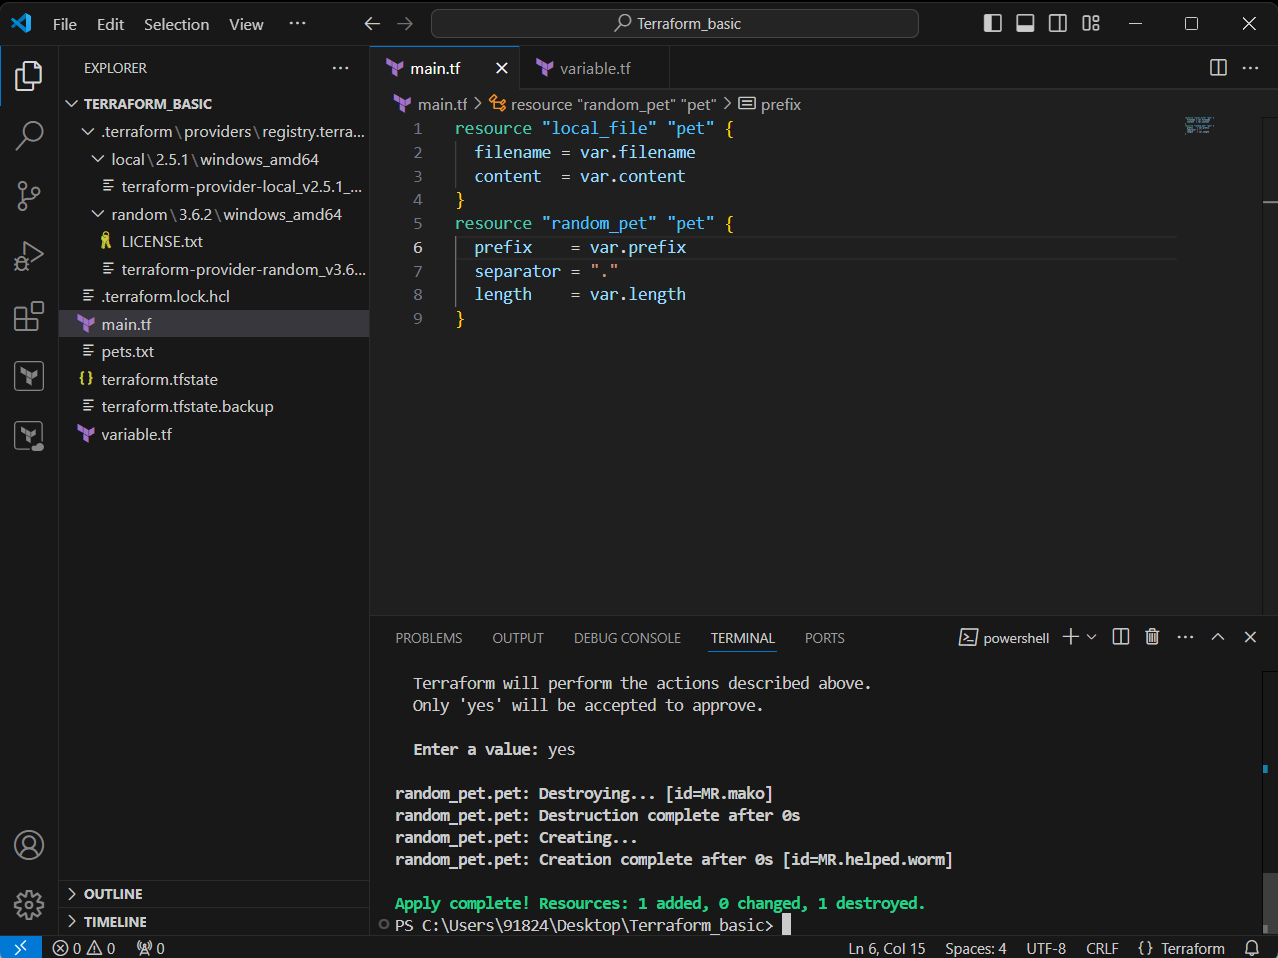 File Edit Selection View ··· Terraform_basic
EXPLORER ···
TERRAFORM_BASIC
.terraform\providers\registry.terra...
local\2.5.1\windows_amd64
terraform-provider-local_v2.5.1_...
random\3.6.2\windows_amd64
LICENSE.txt
terraform-provider-random_v3.6...
.terraform.lock.hcl
main.tf
pets.txt
{} terraform.tfstate
terraform.tfstate.backup
variable.tf
OUTLINE
TIMELINE
main.tf variable.tf
main.tf > resource "random_pet" "pet" > prefix
1 resource "local_file" "pet" {
2 filename = var.filename
3 content  = var.content
4 }
5 resource "random_pet" "pet" {
6 prefix    = var.prefix
7 separator = "."
8 length    = var.length
9 }
PROBLEMS OUTPUT DEBUG CONSOLE TERMINAL PORTS powershell
Terraform will perform the actions described above.
Only 'yes' will be accepted to approve.
Enter a value: yes
random_pet.pet: Destroying... [id=MR.mako]
random_pet.pet: Destruction complete after 0s
random_pet.pet: Creating...
random_pet.pet: Creation complete after 0s [id=MR.helped.worm]
Apply complete! Resources: 1 added, 0 changed, 1 destroyed.
PS C:\Users\91824\Desktop\Terraform_basic>
0 0 0 Ln 6, Col 15 Spaces: 4 UTF-8 CRLF {} Terraform